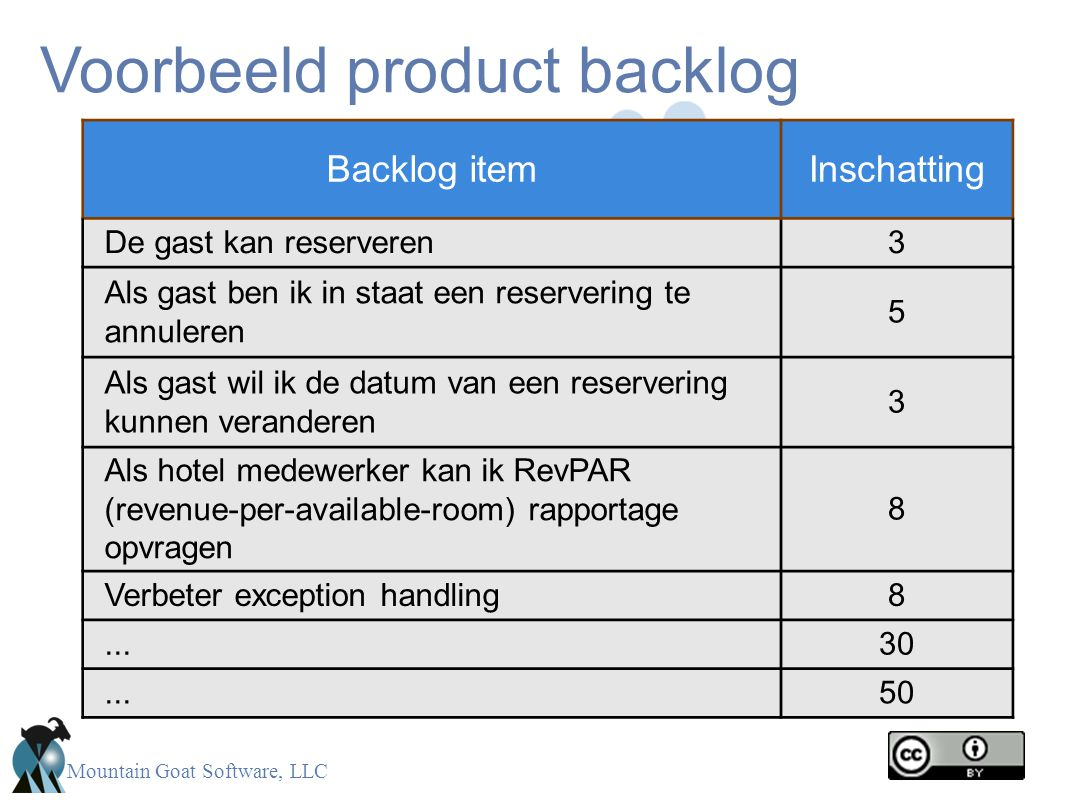 Voorbeeld product backlog
Backlog item
Inschatting
De gast kan reserveren
3
Als gast ben ik in staat een reservering te
annuleren
5
Als gast wil ik de datum van een reservering
kunnen veranderen
3
Als hotel medewerker kan ik RevPAR
(revenue-per-available-room) rapportage
opvragen
8
Verbeter exception handling
8
...
30
...
50
Mountain Goat Software, LLC
cc
BY